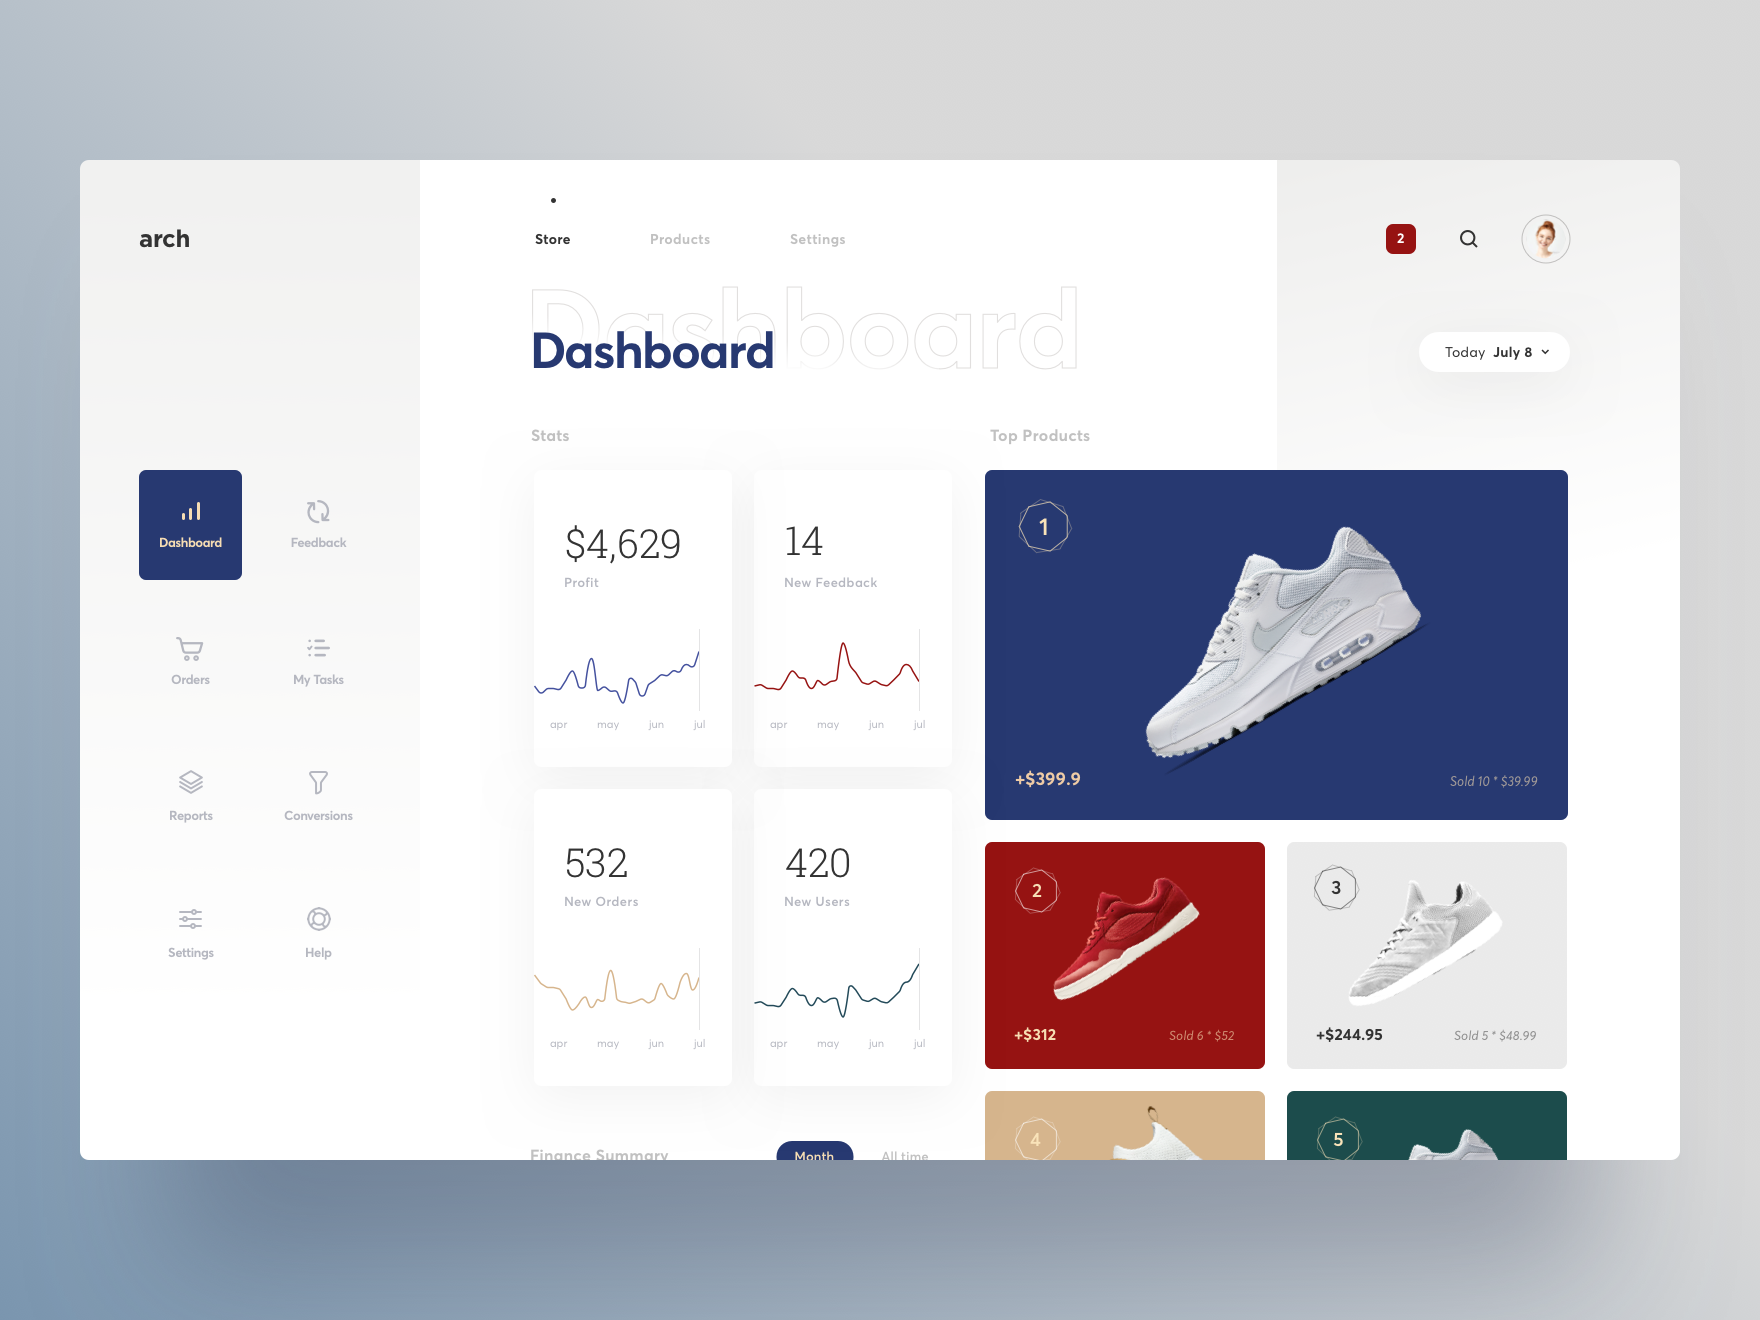 arch
Store
Products
Settings
2
Dashboard
Dashboard
Today July 8
Stats
Top Products
Dashboard
Feedback
Orders
My Tasks
Reports
Conversions
Settings
Help
$4,629
Profit
apr may jun jul
14
New Feedback
apr may jun jul
532
New Orders
apr may jun jul
420
New Users
apr may jun jul
1
+$399.9
Sold 10 * $39.99
2
+$312
Sold 6 * $52
3
+$244.95
Sold 5 * $48.99
4
5
Finance Summary
Month
All time